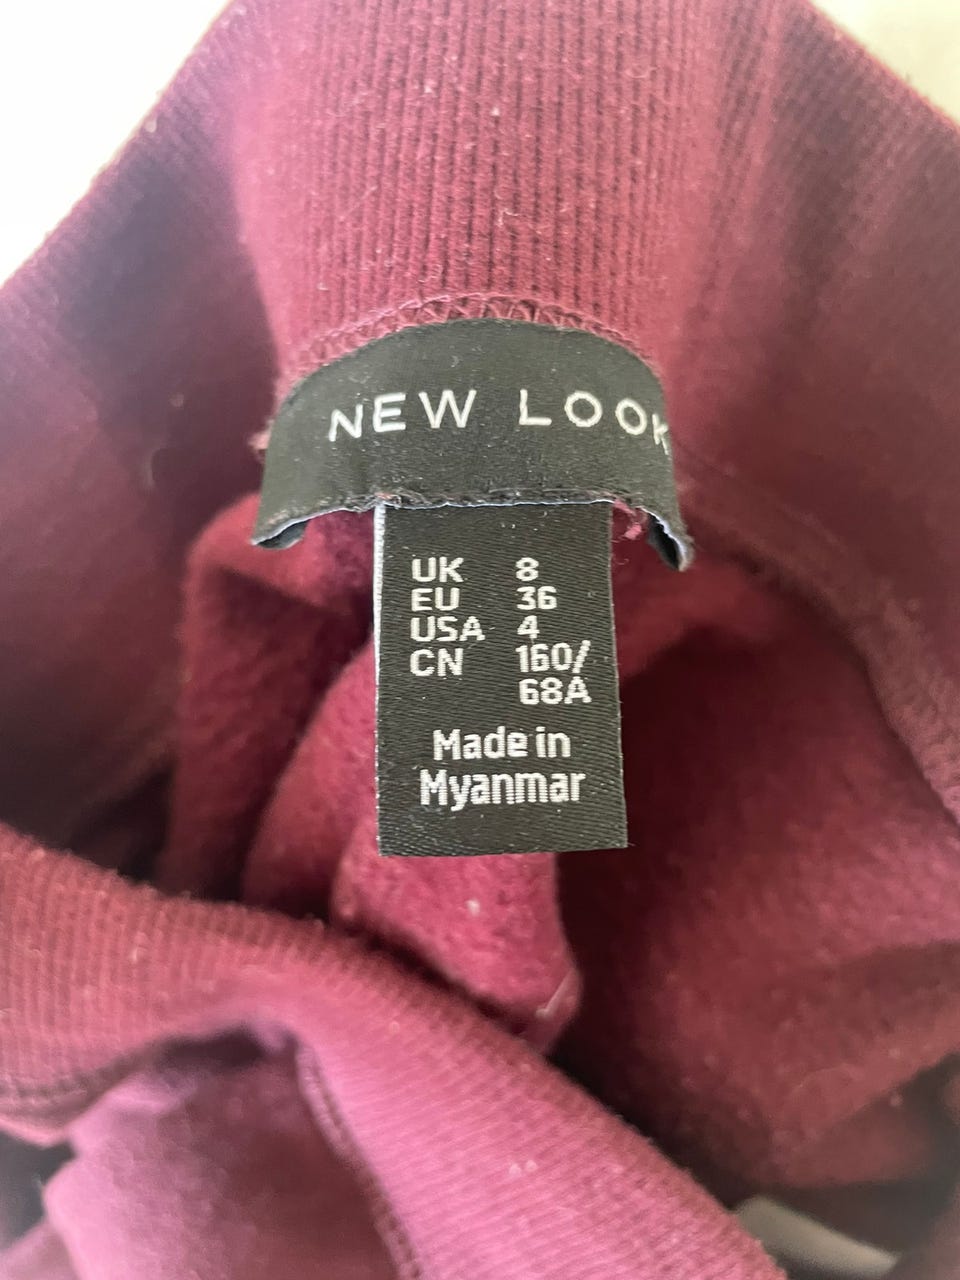 NEW LOOK
UK 8
EU 36
USA 4
CN 160/
68A
Made in
Myanmar